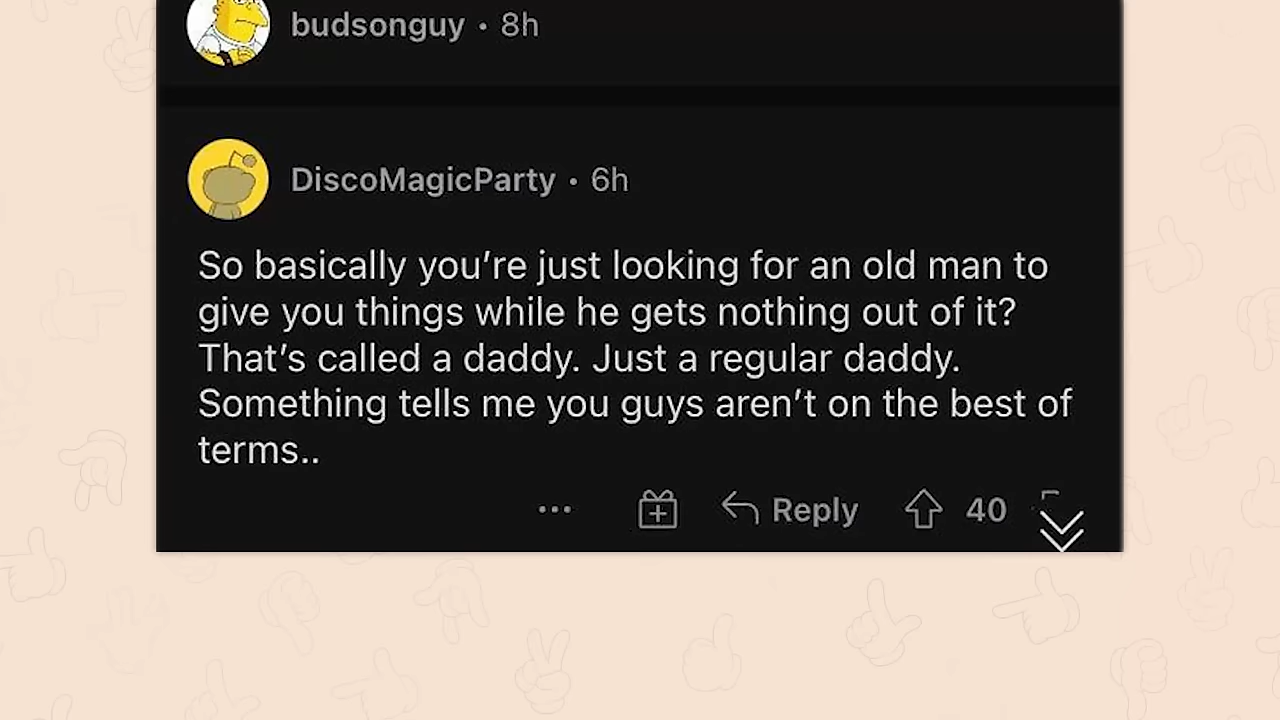 budsonguy • 8h
DiscoMagicParty • 6h
So basically you’re just looking for an old man to
give you things while he gets nothing out of it?
That’s called a daddy. Just a regular daddy.
Something tells me you guys aren’t on the best of
terms..
... Reply 40